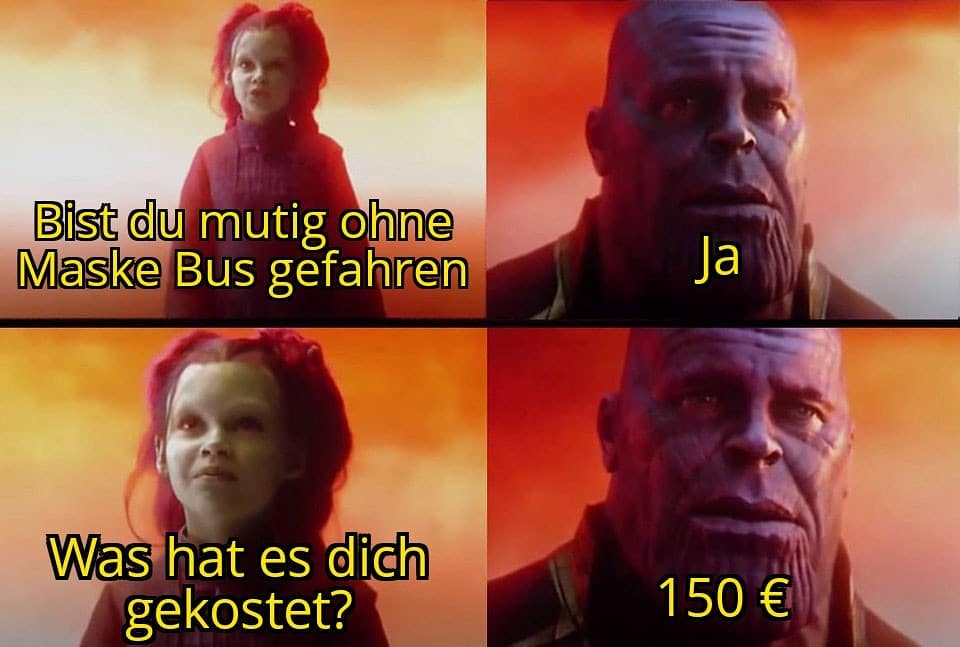 Bist du mutig ohne
Maske Bus gefahren
Ja
Was hat es dich
gekostet?
150 €